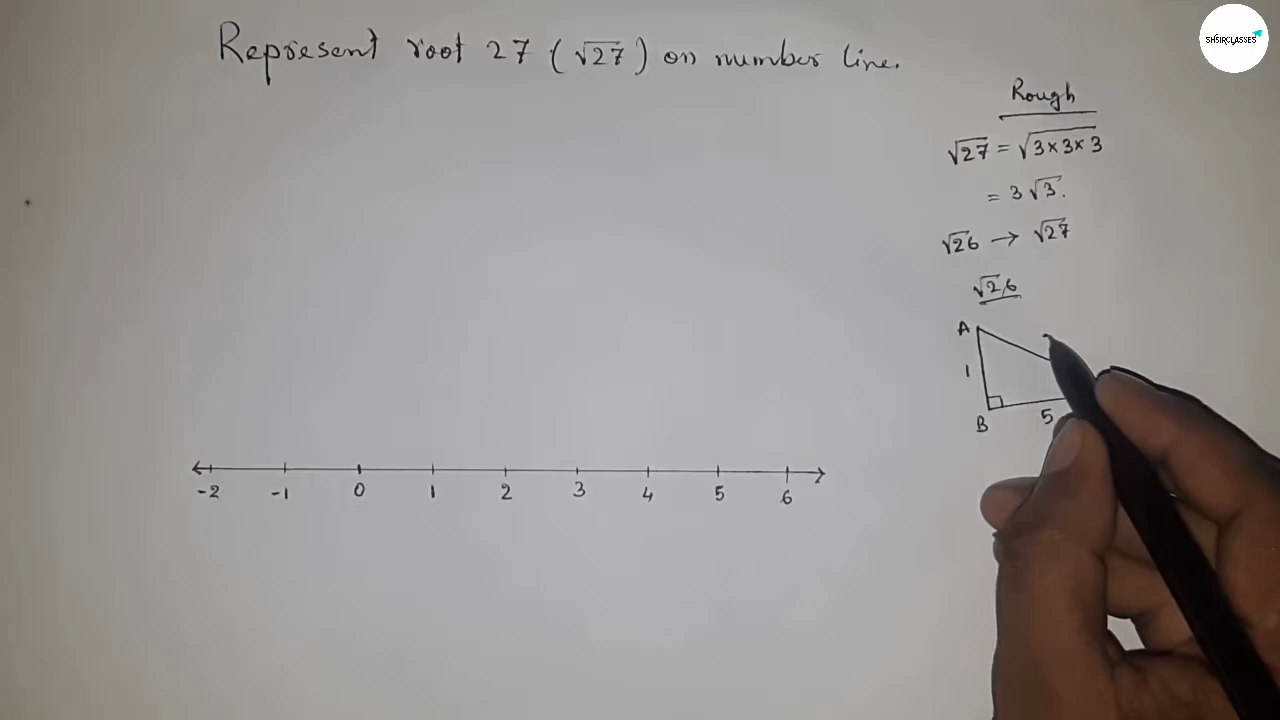 Represent root 27 (√27) on number line.
SHSIRCLASSES
Rough
√27 = √3×3×3
= 3√3.
√26 → √27
√26
A
1
B
5
-2 -1 0 1 2 3 4 5 6